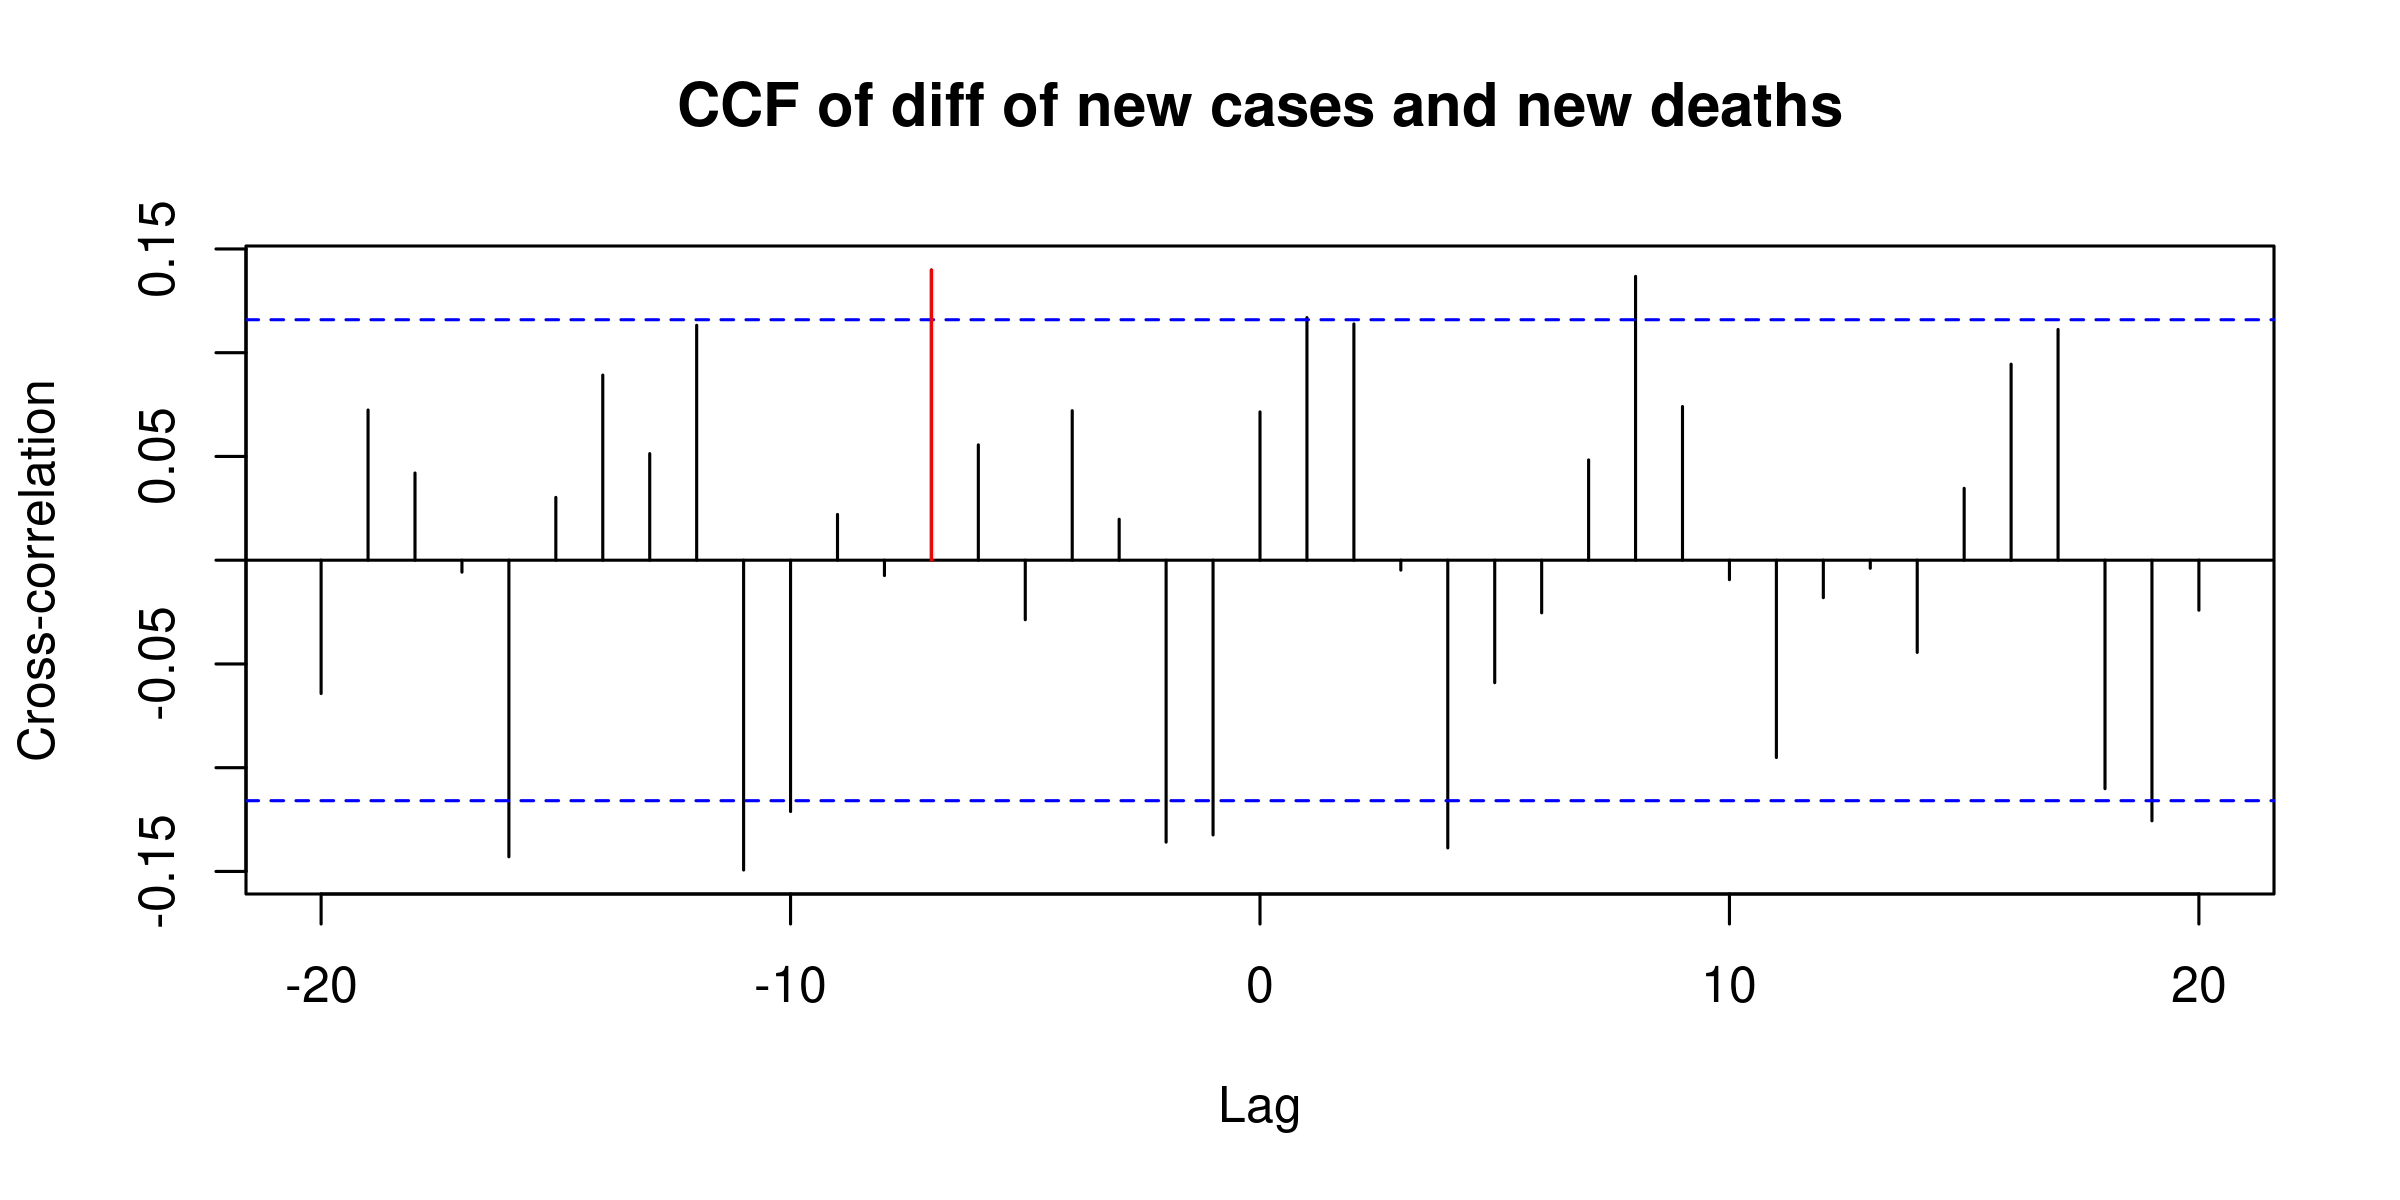 CCF of diff of new cases and new deaths
Cross-correlation
0.15
0.05
-0.05
-0.15
-20 -10 0 10 20
Lag